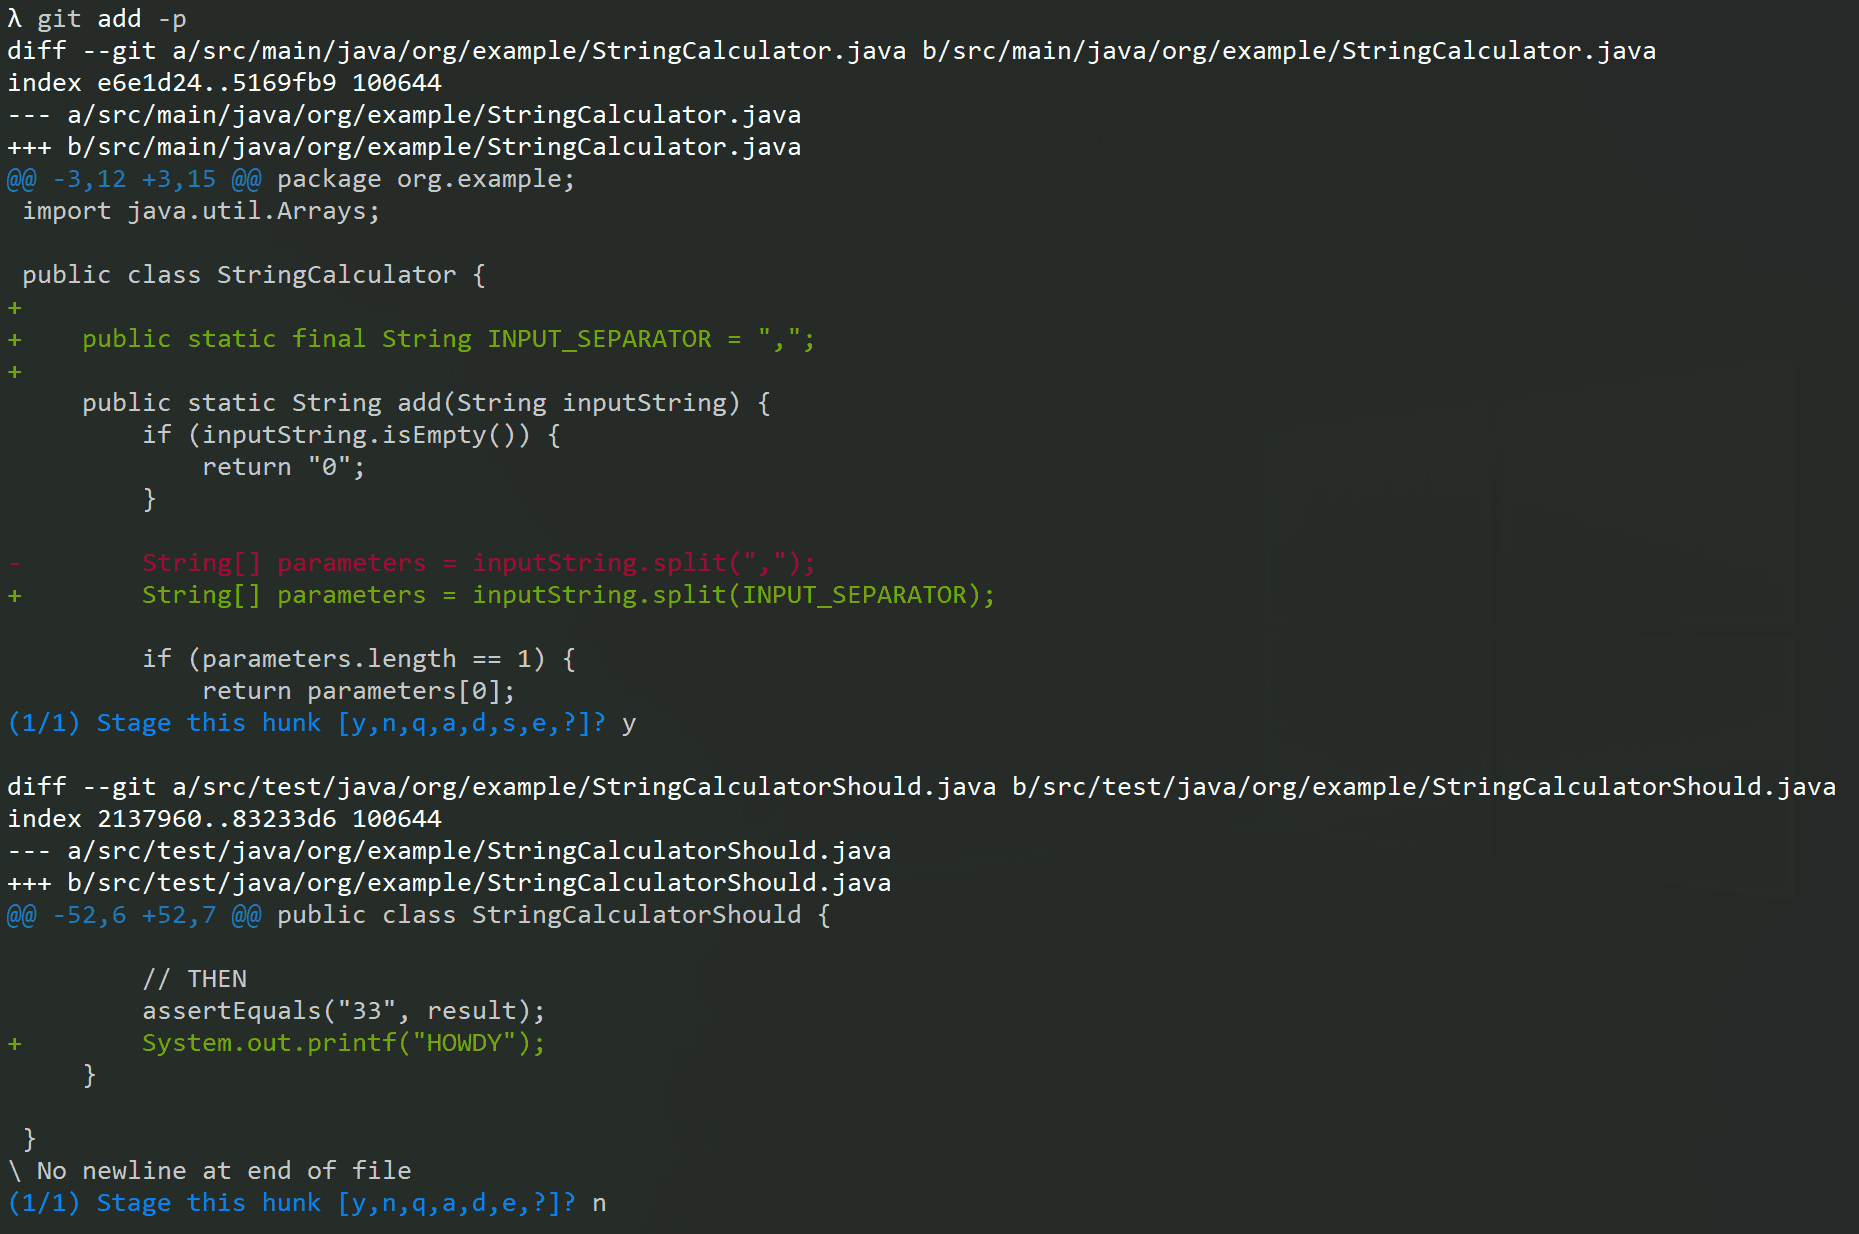 λ git add -p
diff --git a/src/main/java/org/example/StringCalculator.java b/src/main/java/org/example/StringCalculator.java
index e6e1d24..5169fb9 100644
--- a/src/main/java/org/example/StringCalculator.java
+++ b/src/main/java/org/example/StringCalculator.java
@@ -3,12 +3,15 @@ package org.example;
 import java.util.Arrays;

 public class StringCalculator {
+
+    public static final String INPUT_SEPARATOR = ",";
+
     public static String add(String inputString) {
         if (inputString.isEmpty()) {
             return "0";
         }

-        String[] parameters = inputString.split(",");
+        String[] parameters = inputString.split(INPUT_SEPARATOR);

         if (parameters.length == 1) {
             return parameters[0];
(1/1) Stage this hunk [y,n,q,a,d,s,e,?]? y

diff --git a/src/test/java/org/example/StringCalculatorShould.java b/src/test/java/org/example/StringCalculatorShould.java
index 2137960..83233d6 100644
--- a/src/test/java/org/example/StringCalculatorShould.java
+++ b/src/test/java/org/example/StringCalculatorShould.java
@@ -52,6 +52,7 @@ public class StringCalculatorShould {

         // THEN
         assertEquals("33", result);
+        System.out.printf("HOWDY");
     }

 }
\ No newline at end of file
(1/1) Stage this hunk [y,n,q,a,d,e,?]? n